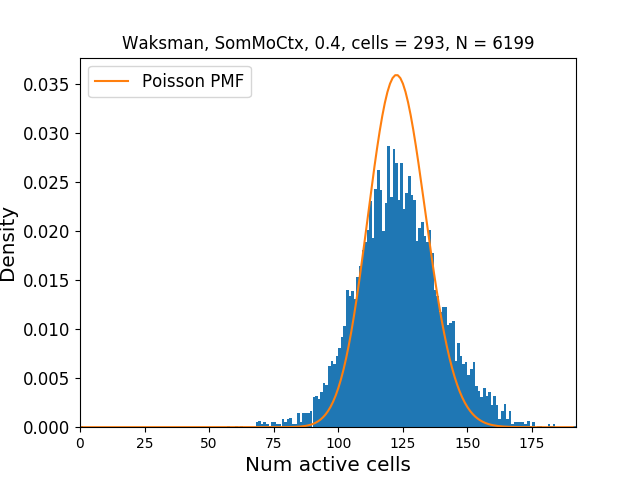 Waksman, SomMoCtx, 0.4, cells = 293, N = 6199
Poisson PMF
0.035
0.030
0.025
0.020
0.015
0.010
0.005
0.000
Density
0 25 50 75 100 125 150 175
Num active cells